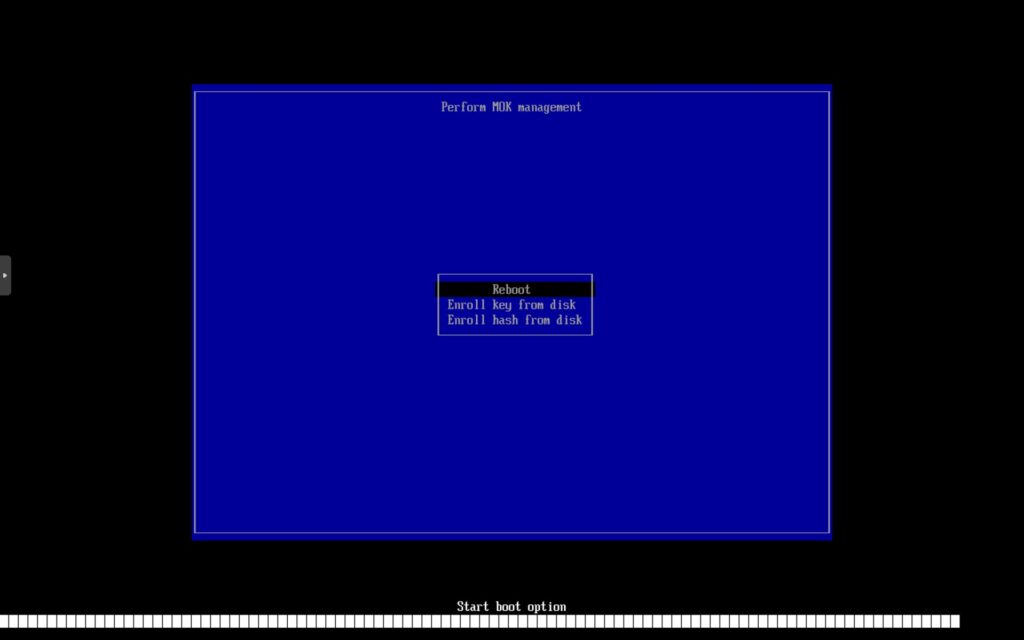 Perform MOK management
Reboot
Enroll key from disk
Enroll hash from disk
Start boot option